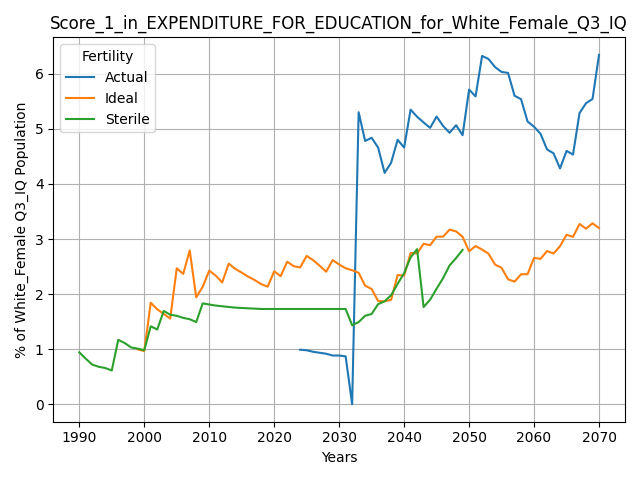 Score_1_in_EXPENDITURE_FOR_EDUCATION_for_White_Female_Q3_IQ
Fertility
Actual
Ideal
Sterile
% of White_Female Q3_IQ Population
6
5
4
3
2
1
0
1990 2000 2010 2020 2030 2040 2050 2060 2070
Years